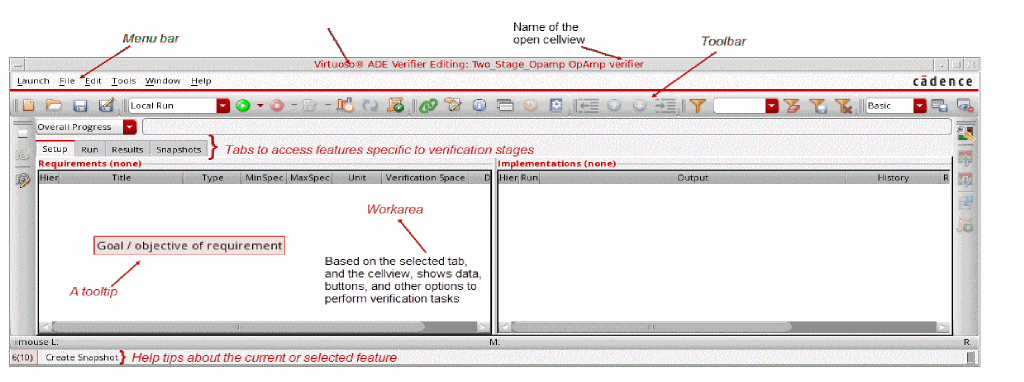 Name of the
open cellview
Menu bar
Toolbar
Virtuoso® ADE Verifier Editing: Two_Stage_Opamp OpAmp verifier
Launch File Edit Tools Window Help
cādence
Local Run
Basic
Overall Progress
Setup Run Results Snapshots
Tabs to access features specific to verification stages
Requirements (none) Implementations (none)
Hier Title Type MinSpec MaxSpec Unit Verification Space D Hier Run Output History R
Workarea
Goal / objective of requirement
Based on the selected tab,
and the cellview, shows data,
buttons, and other options to
perform verification tasks
A tooltip
mouse L: M: R:
6(10) Create Snapshot Help tips about the current or selected feature